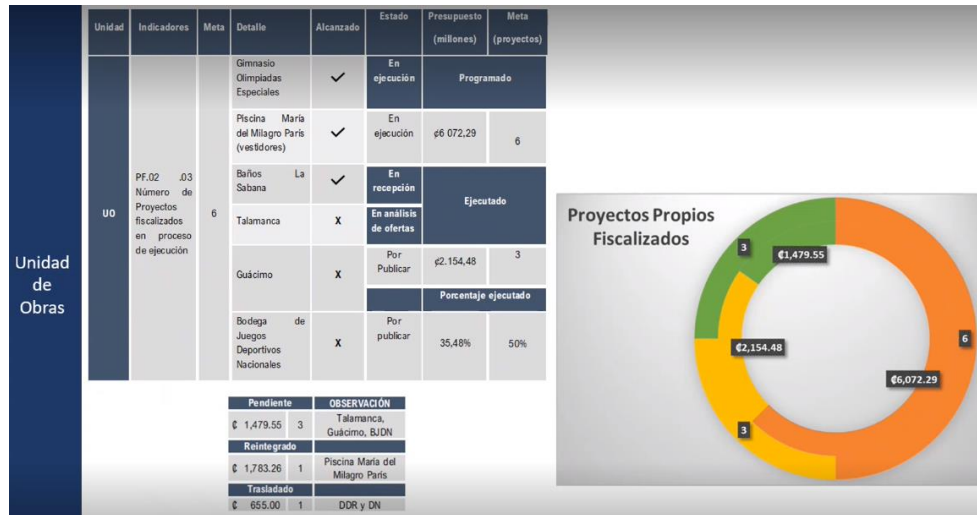 Unidad
de
Obras
Unidad Indicadores Meta Detalle Alcanzado Estado Presupuesto (millones) Meta (proyectos)
UO
PF.02 .03
Número de
Proyectos
fiscalizados
en proceso
de ejecución
6
Gimnasio
Olimpiadas
Especiales
✓
En
ejecución
Programado
Piscina María
del Milagro París
(vestidores)
✓
En
ejecución
₡6 072,29
6
Baños La
Sabana
✓
En
recepción
Ejecutado
Talamanca
X
En análisis
de ofertas
Guácimo
X
Por
Publicar
₡2.154,48
3
Porcentaje ejecutado
Bodega de
Juegos
Deportivos
Nacionales
X
Por
publicar
35,48%
50%
Pendiente OBSERVACIÓN
₡ 1,479.55 3 Talamanca,
Guácimo, BJDN
Reintegrado
₡ 1,783.26 1 Piscina María del
Milagro París
Trasladado
₡ 655.00 1 DDR y DN
Proyectos Propios
Fiscalizados
3
₡1,479.55
₡2,154.48
6
₡6,072.29
3